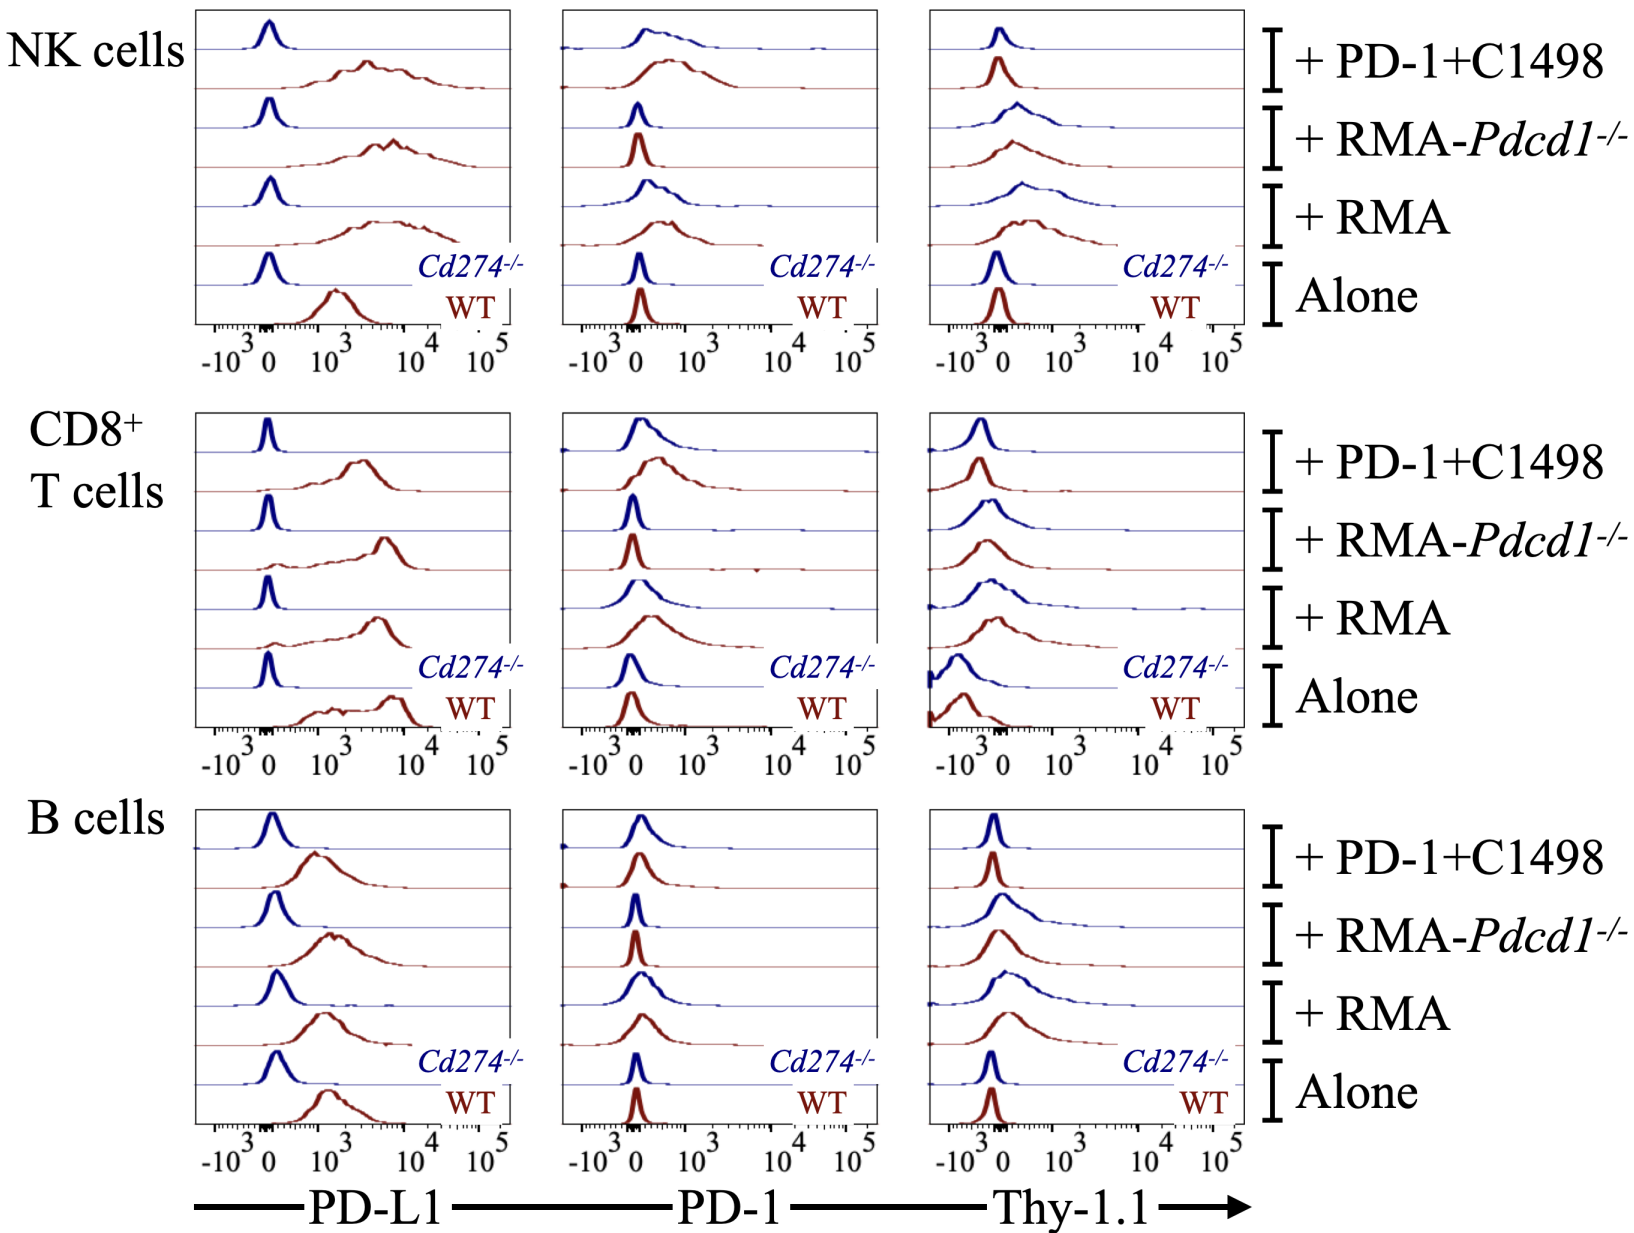 NK cells
+ PD-1+C1498
+ RMA-Pdcd1-/-
+ RMA
Alone
Cd274-/- Cd274-/- Cd274-/-
WT WT WT
-10³ 0 10³ 10⁴ 10⁵ -10³ 0 10³ 10⁴ 10⁵ -10³ 0 10³ 10⁴ 10⁵
CD8+
T cells
+ PD-1+C1498
+ RMA-Pdcd1-/-
+ RMA
Alone
Cd274-/- Cd274-/- Cd274-/-
WT WT WT
-10³ 0 10³ 10⁴ 10⁵ -10³ 0 10³ 10⁴ 10⁵ -10³ 0 10³ 10⁴ 10⁵
B cells
+ PD-1+C1498
+ RMA-Pdcd1-/-
+ RMA
Alone
Cd274-/- Cd274-/- Cd274-/-
WT WT WT
-10³ 0 10³ 10⁴ 10⁵ -10³ 0 10³ 10⁴ 10⁵ -10³ 0 10³ 10⁴ 10⁵
PD-L1 PD-1 Thy-1.1